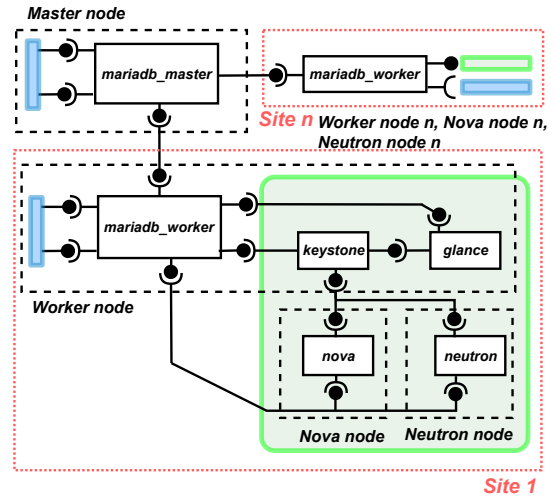 Master node
mariadb_master
mariadb_worker
Site n
Worker node n, Nova node n,
Neutron node n
mariadb_worker
keystone
glance
Worker node
nova
neutron
Nova node
Neutron node
Site 1